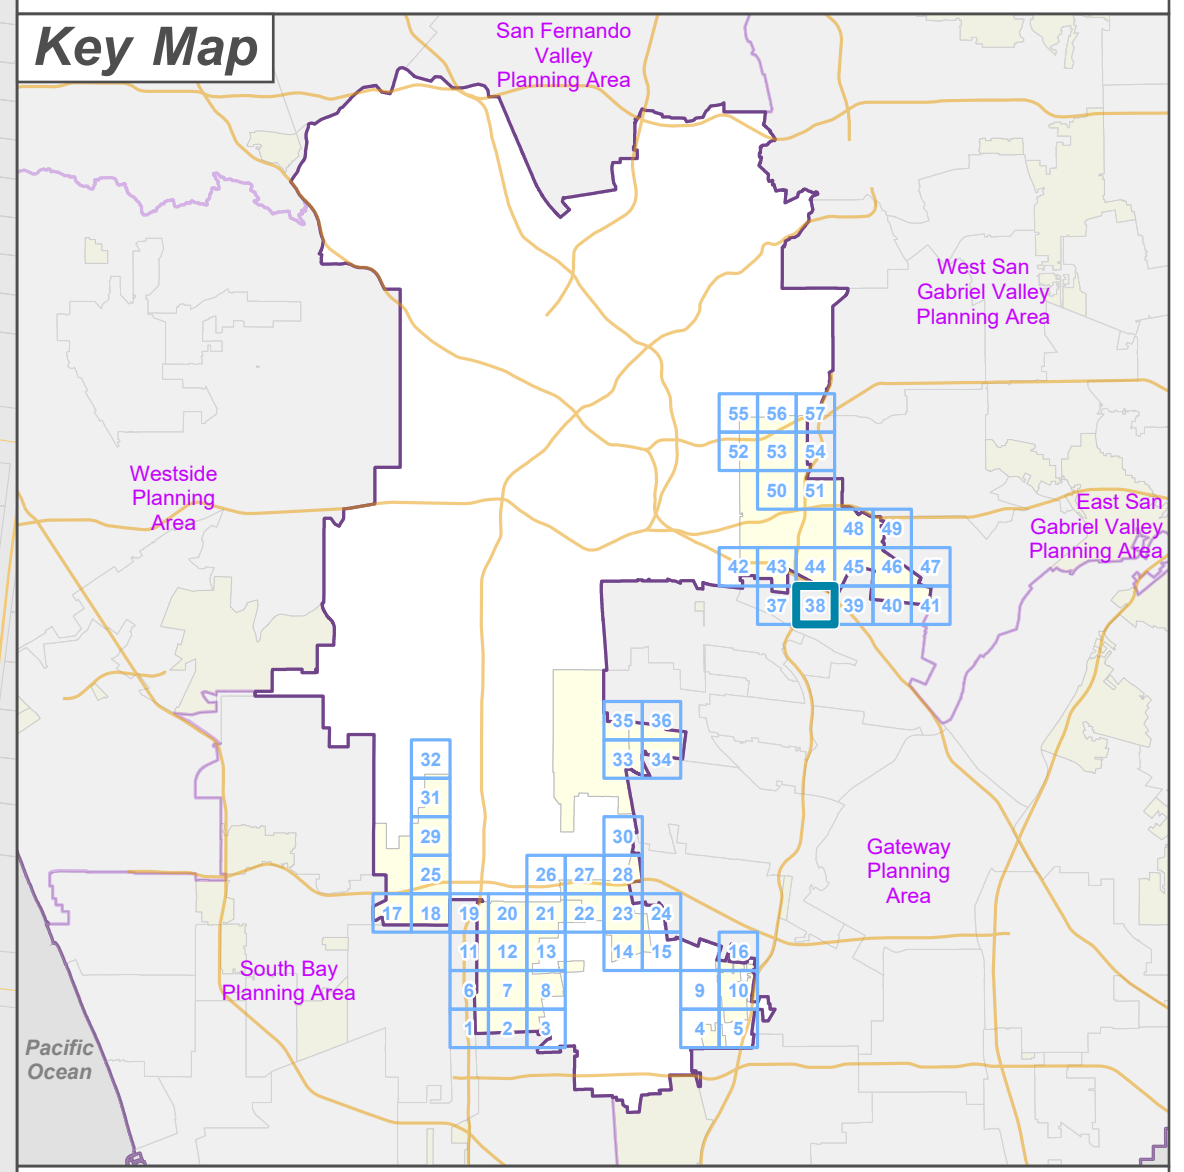 Key Map
San Fernando
Valley
Planning Area
West San
Gabriel Valley
Planning Area
55 56 57
52 53 54
Westside
Planning
Area
50 51
East San
Gabriel Valley
Planning Area
48 49
42 43 44 45 46 47
37 38 39 40 41
35 36
33 34
32
31
29
30
Gateway
Planning
Area
25 26 27 28
17 18 19 20 21 22 23 24
11 12 13 14 15 16
South Bay
Planning Area
6 7 8 9 10
1 2 3 4 5
Pacific
Ocean